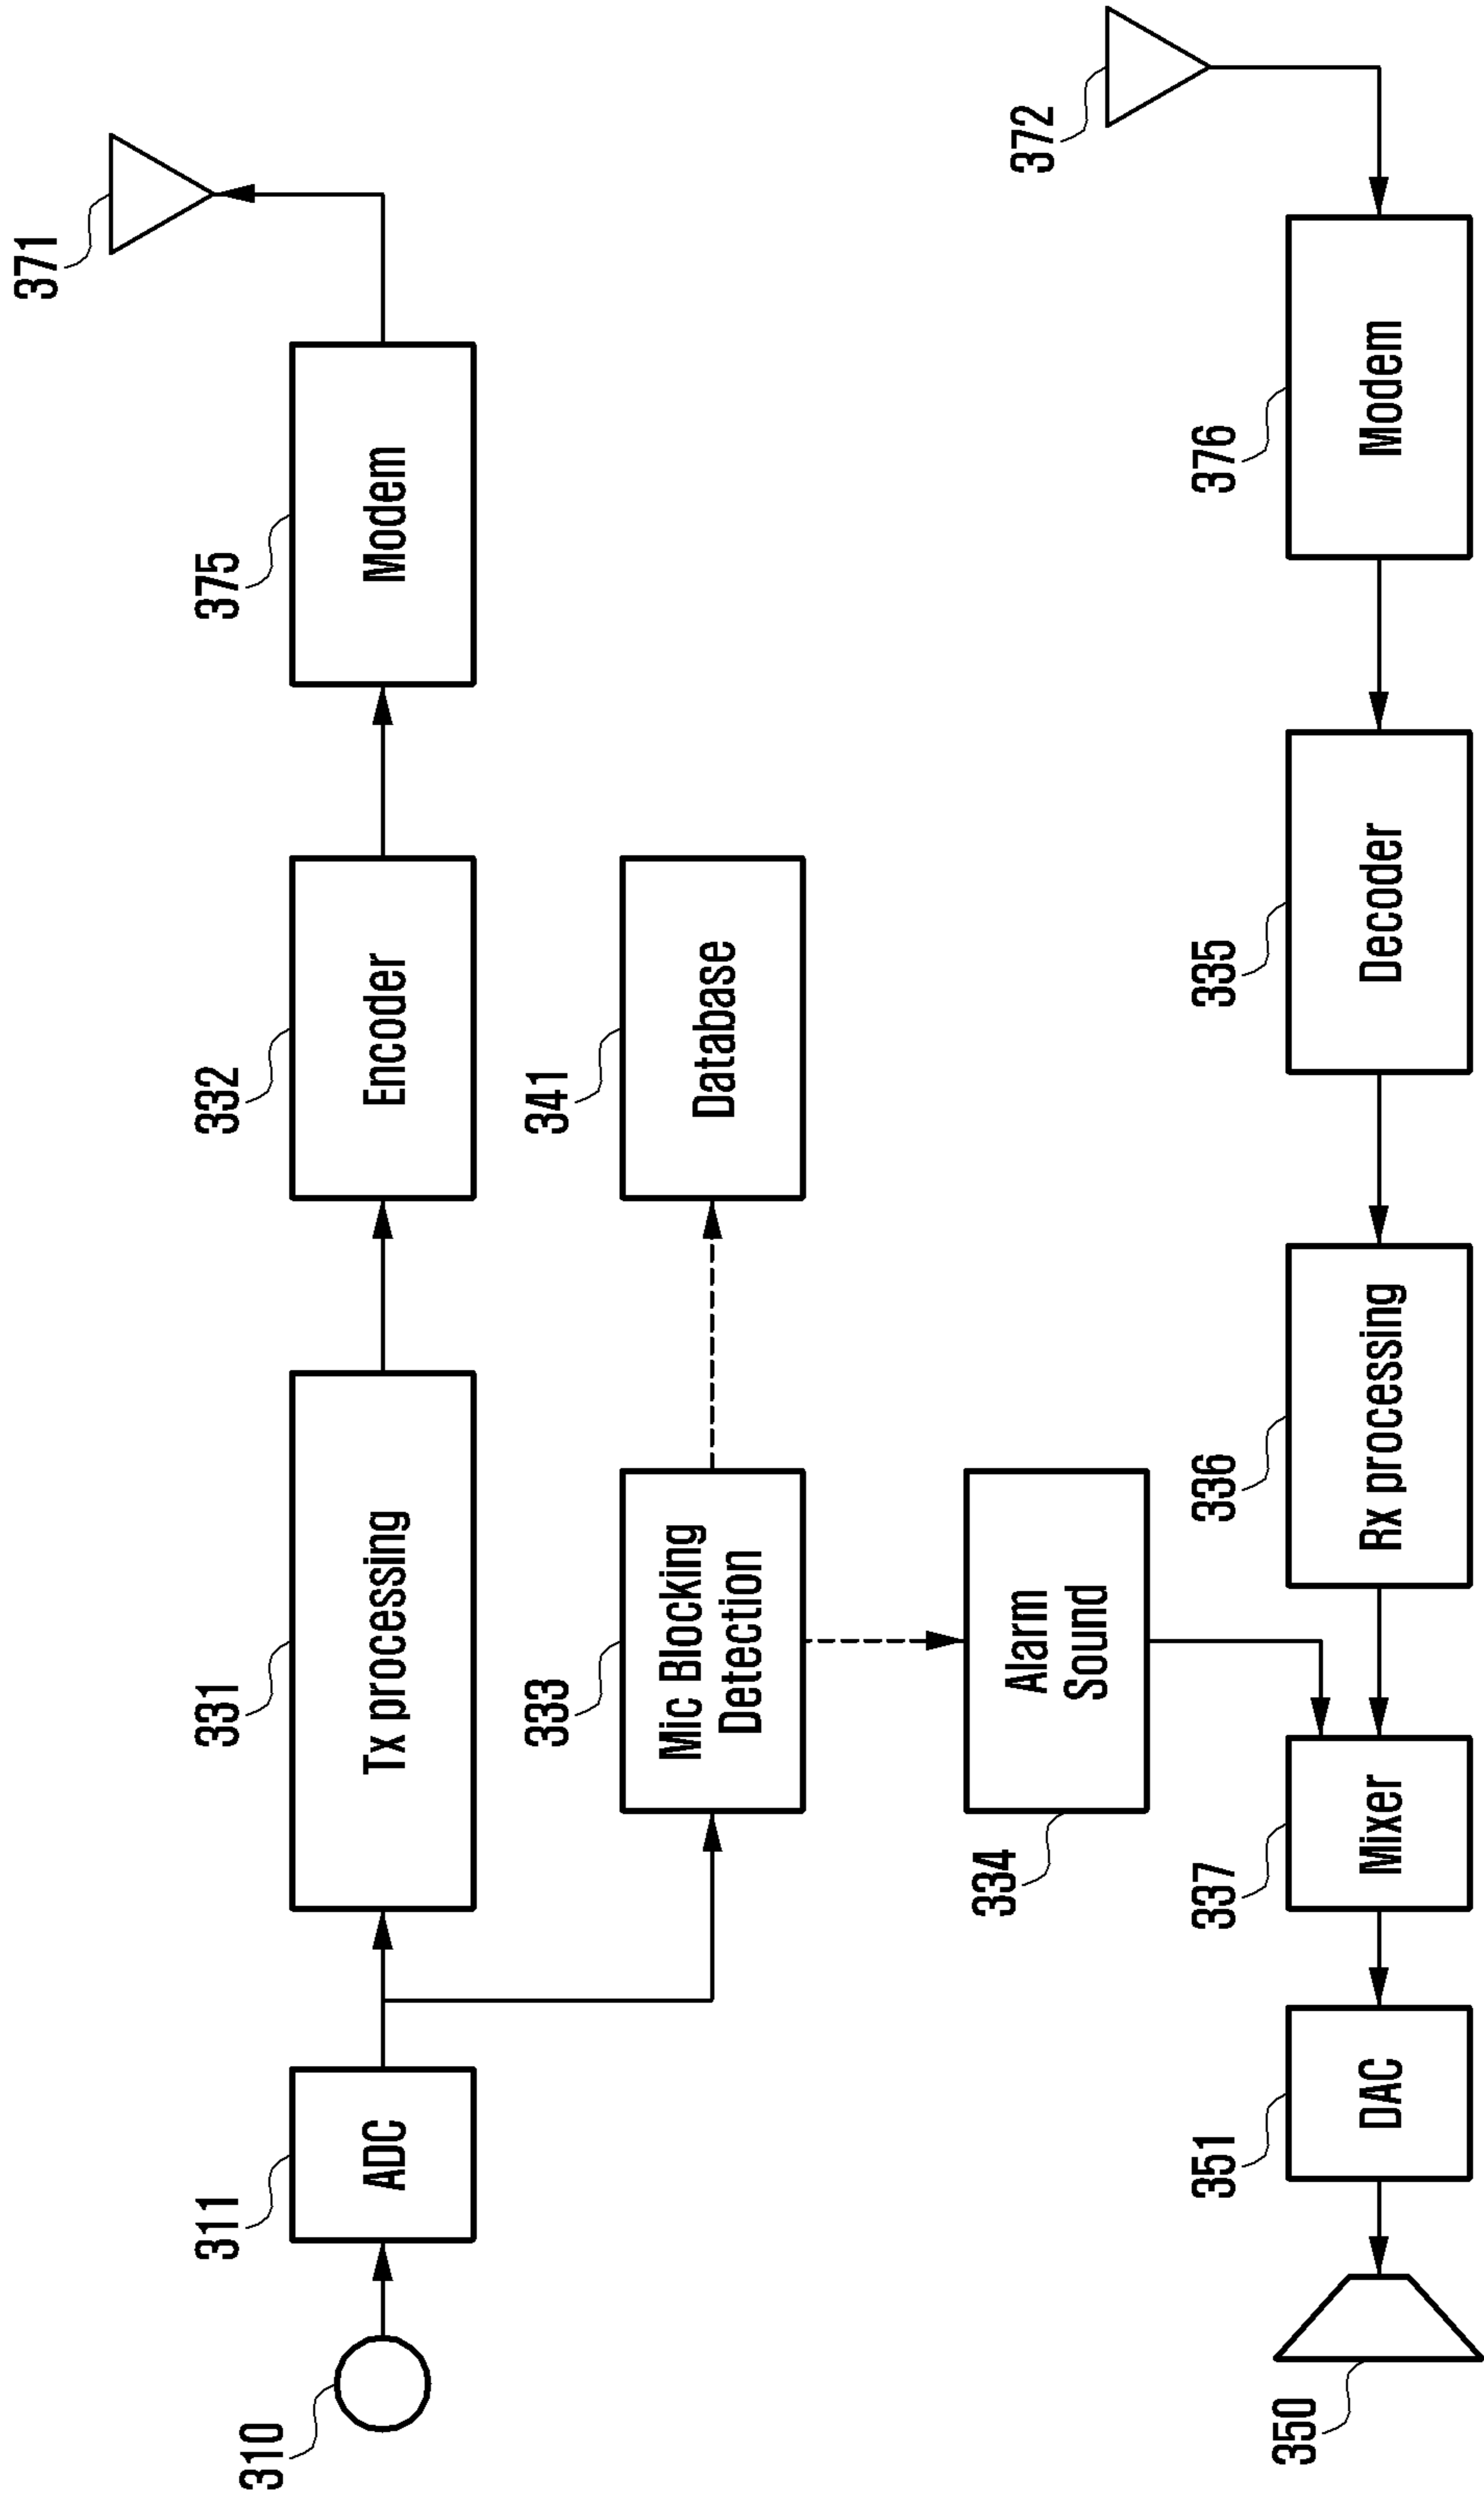 371
375
332
331
311
310
Modem
Encoder
Tx processing
ADC
341
333
Database
Mic Blocking
Detection
334
Alarm
Sound
372
376
335
336
337
351
350
Modem
Decoder
Rx processing
Mixer
DAC